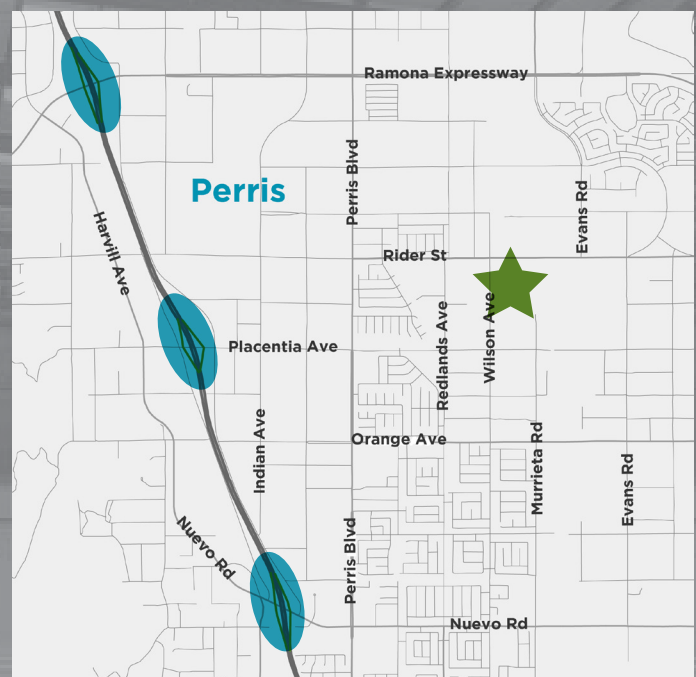 Ramona Expressway
Perris Blvd
Perris
Evans Rd
Harvill Ave
Rider St
Wilson Ave
Redlands Ave
Placentia Ave
Indian Ave
Orange Ave
Murrieta Rd
Evans Rd
Nuevo Rd
Perris Blvd
Nuevo Rd